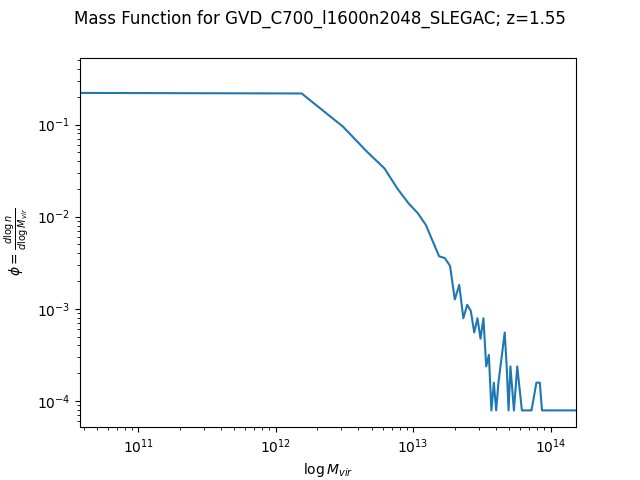 Mass Function for GVD_C700_l1600n2048_SLEGAC; z=1.55
ϕ = d log n / d log M_vir
10^-1
10^-2
10^-3
10^-4
10^11
10^12
10^13
10^14
log M_vir